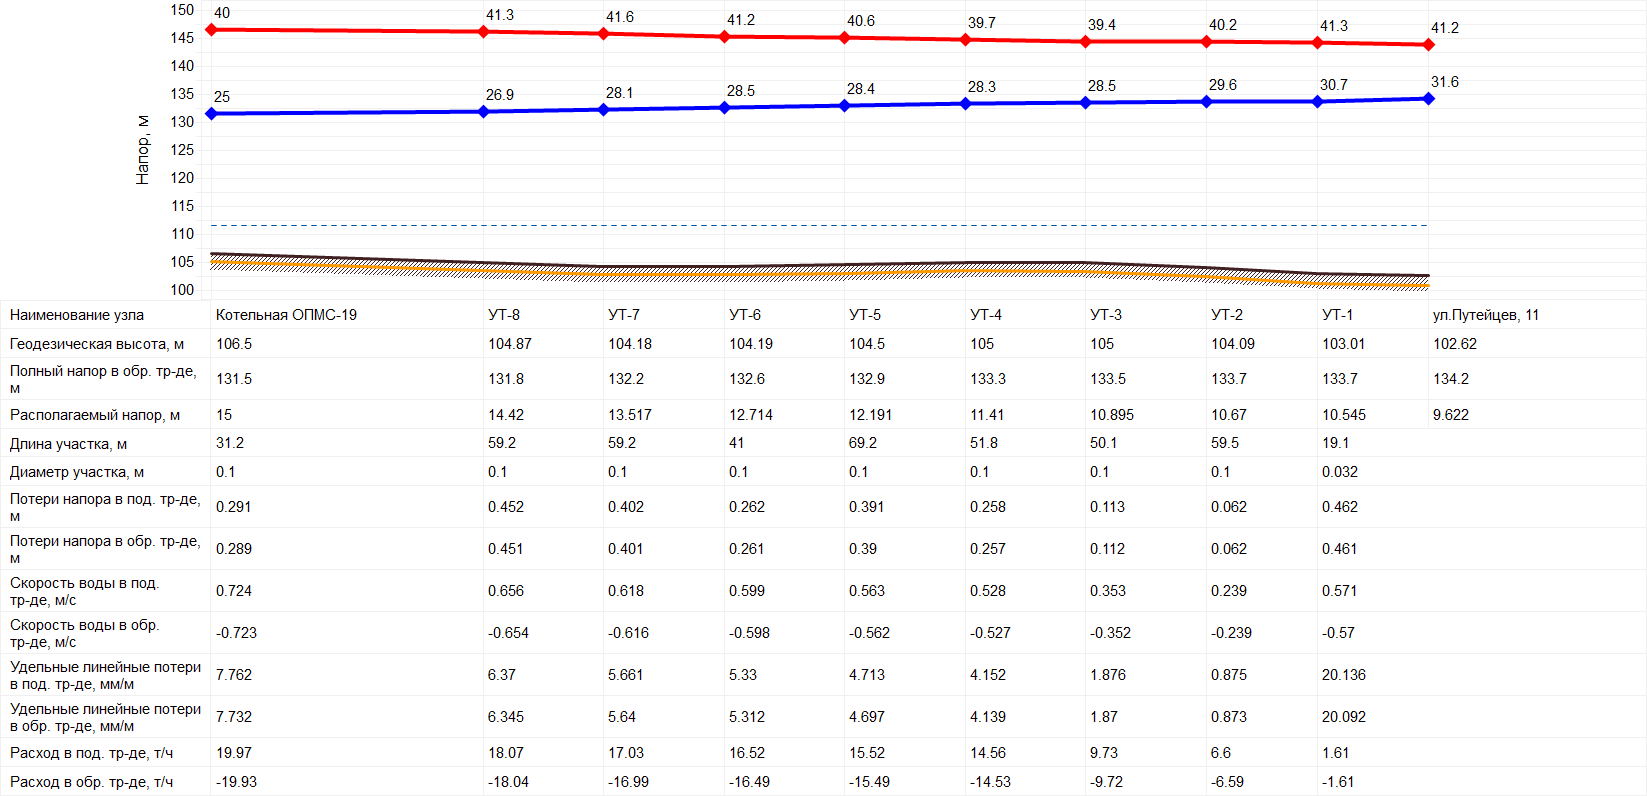 150
145
140
135
130
125
120
115
110
105
100
Напор, м
40 41.3 41.6 41.2 40.6 39.7 39.4 40.2 41.3 41.2
25 26.9 28.1 28.5 28.4 28.3 28.5 29.6 30.7 31.6
Наименование узла Котельная ОПМС-19 УТ-8 УТ-7 УТ-6 УТ-5 УТ-4 УТ-3 УТ-2 УТ-1 ул.Путейцев, 11
Геодезическая высота, м 106.5 104.87 104.18 104.19 104.5 105 105 104.09 103.01 102.62
Полный напор в обр. тр-де,
м 131.5 131.8 132.2 132.6 132.9 133.3 133.5 133.7 133.7 134.2
Располагаемый напор, м 15 14.42 13.517 12.714 12.191 11.41 10.895 10.67 10.545 9.622
Длина участка, м 31.2 59.2 59.2 41 69.2 51.8 50.1 59.5 19.1
Диаметр участка, м 0.1 0.1 0.1 0.1 0.1 0.1 0.1 0.1 0.032
Потери напора в под. тр-де,
м 0.291 0.452 0.402 0.262 0.391 0.258 0.113 0.062 0.462
Потери напора в обр. тр-де,
м 0.289 0.451 0.401 0.261 0.39 0.257 0.112 0.062 0.461
Скорость воды в под.
тр-де, м/с 0.724 0.656 0.618 0.599 0.563 0.528 0.353 0.239 0.571
Скорость воды в обр.
тр-де, м/с -0.723 -0.654 -0.616 -0.598 -0.562 -0.527 -0.352 -0.239 -0.57
Удельные линейные потери
в под. тр-де, мм/м 7.762 6.37 5.661 5.33 4.713 4.152 1.876 0.875 20.136
Удельные линейные потери
в обр. тр-де, мм/м 7.732 6.345 5.64 5.312 4.697 4.139 1.87 0.873 20.092
Расход в под. тр-де, т/ч 19.97 18.07 17.03 16.52 15.52 14.56 9.73 6.6 1.61
Расход в обр. тр-де, т/ч -19.93 -18.04 -16.99 -16.49 -15.49 -14.53 -9.72 -6.59 -1.61